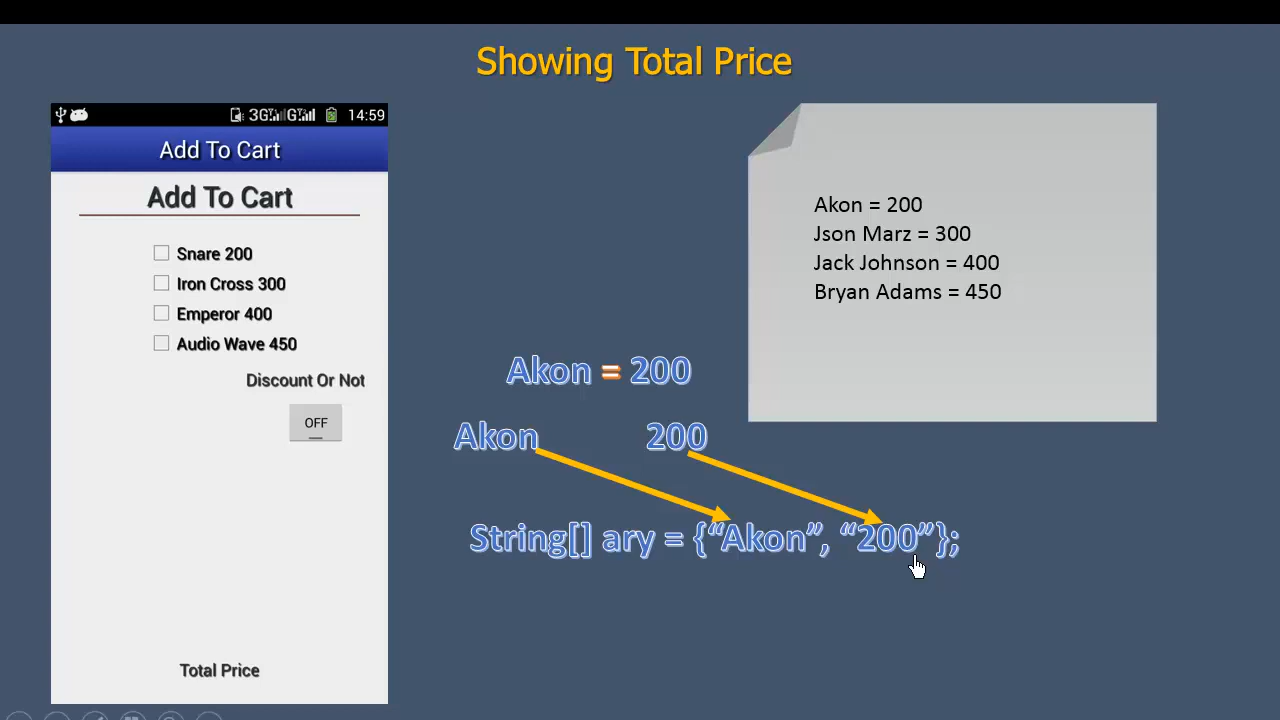 Showing Total Price
3G G 14:59
Add To Cart
Add To Cart
Snare 200
Iron Cross 300
Emperor 400
Audio Wave 450
Discount Or Not
OFF
Total Price
Akon = 200
Json Marz = 300
Jack Johnson = 400
Bryan Adams = 450
Akon = 200
Akon 200
String[] ary = {“Akon”, “200”};